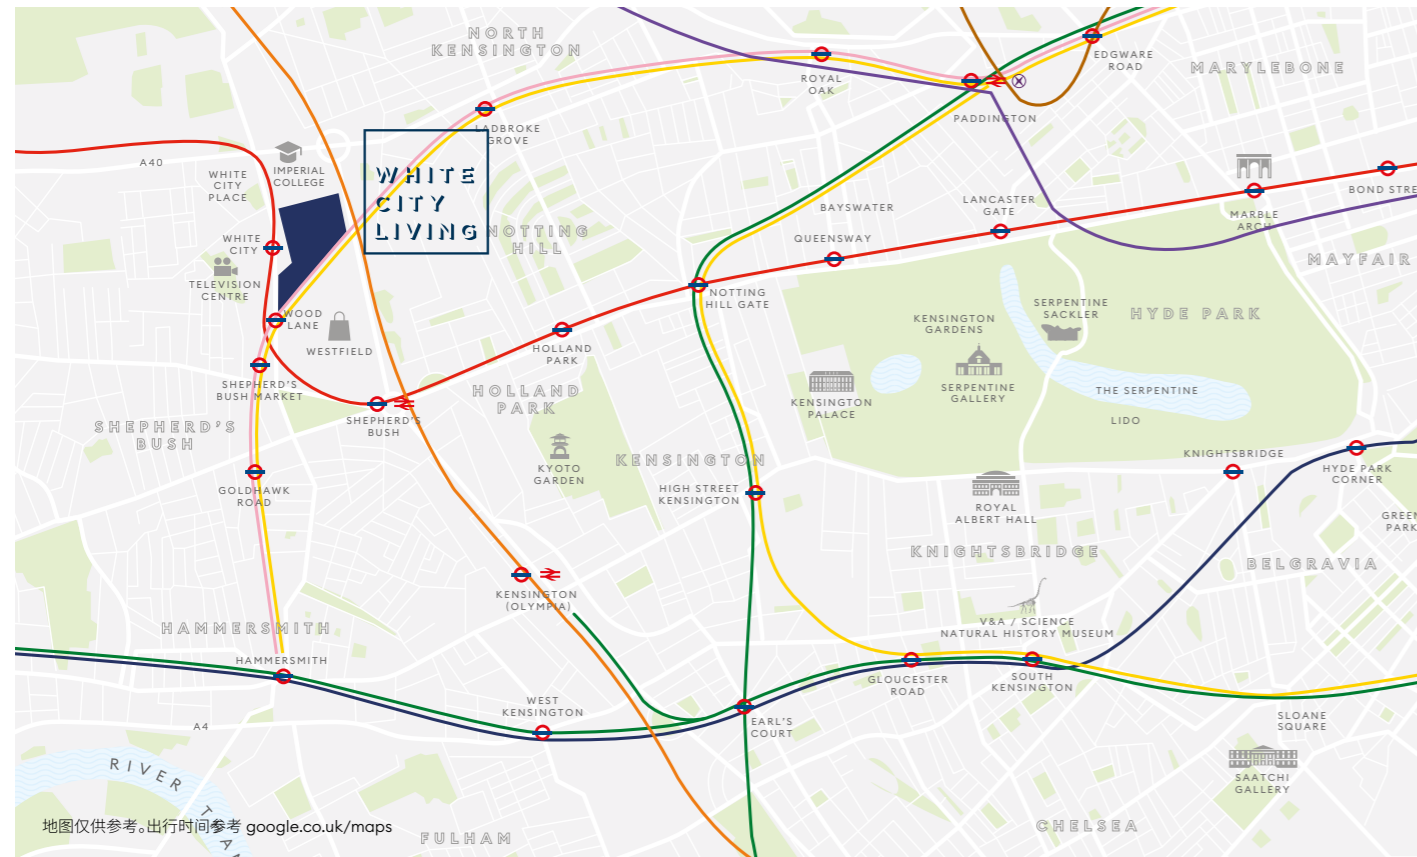 NORTH
KENSINGTON
ROYAL
OAK
EDGWARE
ROAD
MARYLEBONE
PADDINGTON
LADBROKE
GROVE
A40
IMPERIAL
COLLEGE
WHITE
CITY
PLACE
WHITE
CITY
LIVING
NOTTING
HILL
BAYSWATER
LANCASTER
GATE
MARBLE
ARCH
BOND STRE
WHITE
CITY
QUEENSWAY
MAYFAIR
TELEVISION
CENTRE
WOOD
LANE
WESTFIELD
NOTTING
HILL GATE
KENSINGTON
GARDENS
SERPENTINE
SACKLER
HYDE PARK
HOLLAND
PARK
SHEPHERD'S
BUSH MARKET
HOLLAND
PARK
KENSINGTON
PALACE
SERPENTINE
GALLERY
THE SERPENTINE
LIDO
SHEPHERD'S
BUSH
SHEPHERD'S
BUSH
KYOTO
GARDEN
KENSINGTON
KNIGHTSBRIDGE
HYDE PARK
CORNER
GOLDHAWK
ROAD
HIGH STREET
KENSINGTON
ROYAL
ALBERT HALL
GREEN
PARK
KNIGHTSBRIDGE
BELGRAVIA
KENSINGTON
(OLYMPIA)
V&A / SCIENCE
NATURAL HISTORY MUSEUM
HAMMERSMITH
HAMMERSMITH
GLOUCESTER
ROAD
SOUTH
KENSINGTON
WEST
KENSINGTON
EARL'S
COURT
SLOANE
SQUARE
A4
RIVER THAM
SAATCHI
GALLERY
地图仅供参考。出行时间参考 google.co.uk/maps
FULHAM
CHELSEA